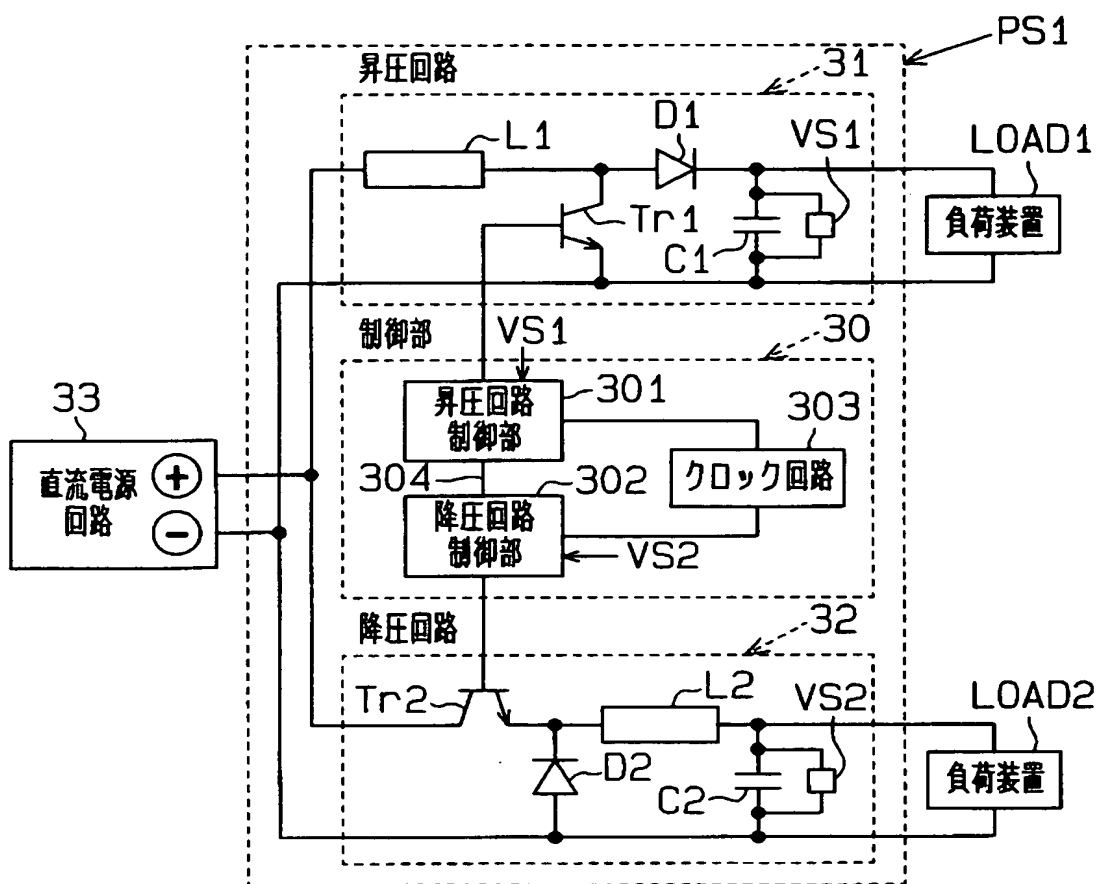 PS1
昇圧回路
31
L1
D1
VS1
LOAD1
負荷装置
Tr1
C1
制御部
VS1
30
33
直流電源
回路
+
−
昇圧回路
制御部
301
303
クロック回路
304
302
降圧回路
制御部
VS2
降圧回路
32
Tr2
L2
VS2
LOAD2
負荷装置
D2
C2